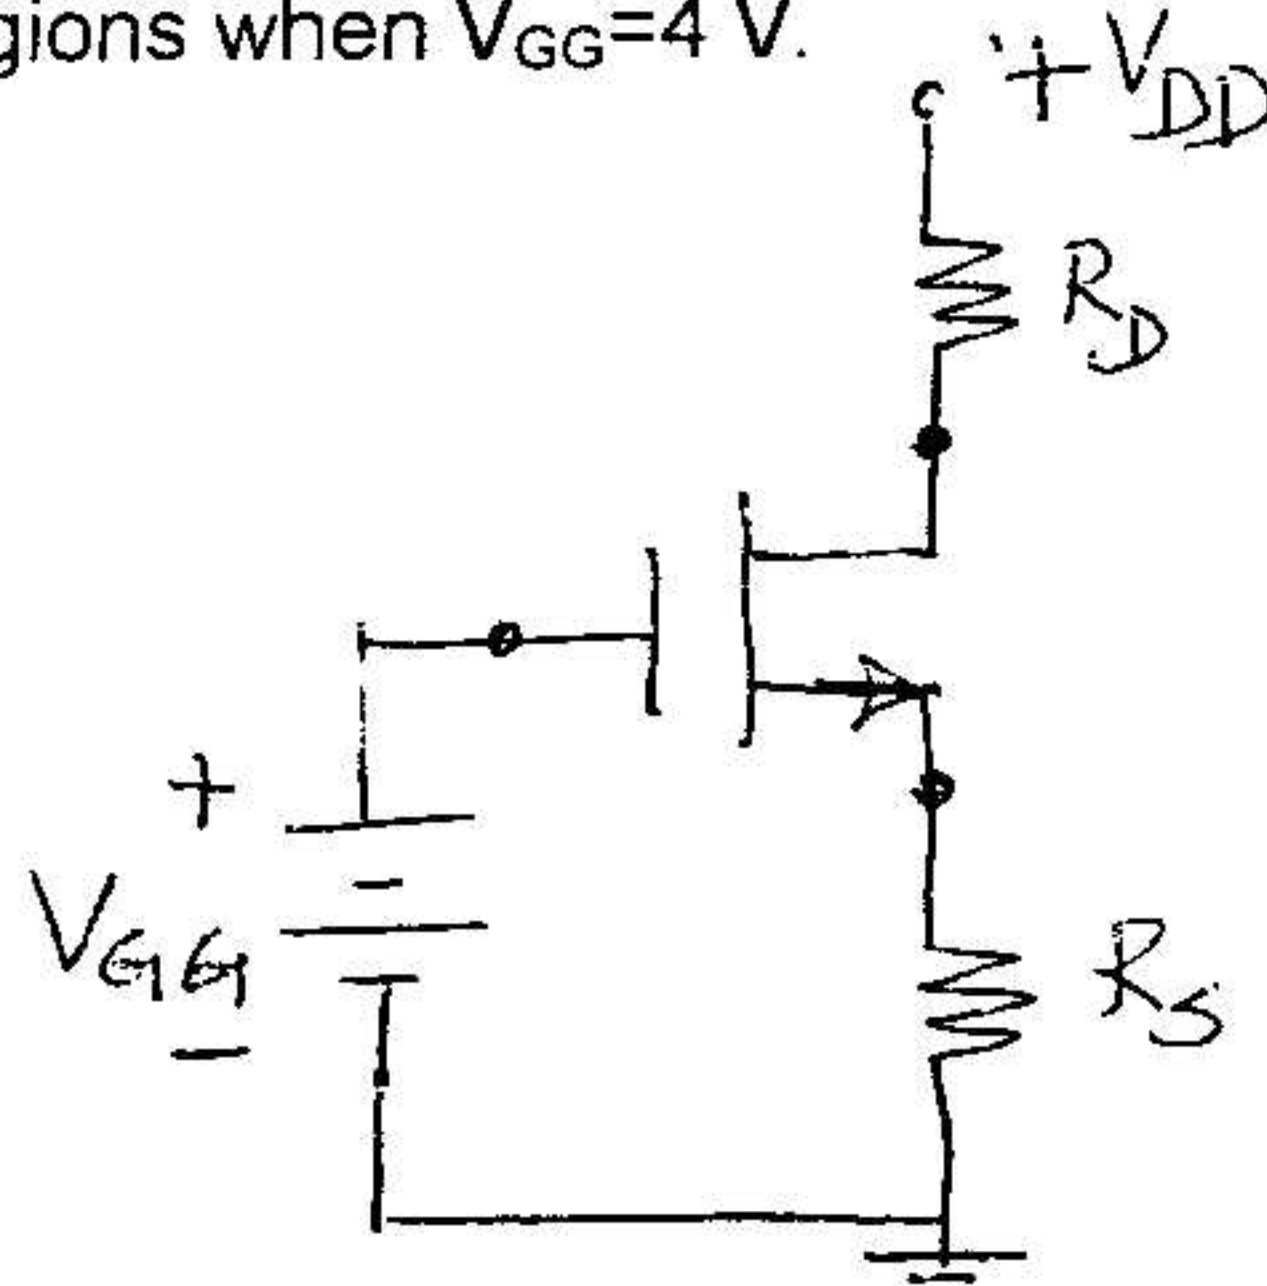 gions when VGG=4 V.
+VDD
RD
+
VGG
−
RS